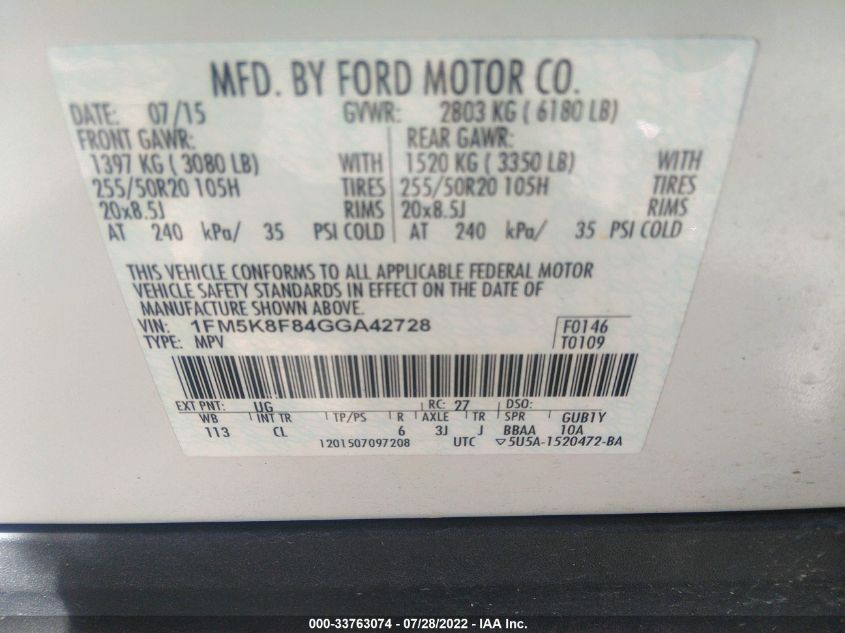 MFD. BY FORD MOTOR CO.
DATE: 07/15 GVWR: 2803 KG ( 6180 LB)
FRONT GAWR: REAR GAWR:
1397 KG ( 3080 LB) WITH 1520 KG ( 3350 LB) WITH
255/50R20 105H TIRES 255/50R20 105H TIRES
20x8.5J RIMS 20x8.5J RIMS
AT 240 kPa/ 35 PSI COLD AT 240 kPa/ 35 PSI COLD
THIS VEHICLE CONFORMS TO ALL APPLICABLE FEDERAL MOTOR
VEHICLE SAFETY STANDARDS IN EFFECT ON THE DATE OF
MANUFACTURE SHOWN ABOVE.
VIN: 1FM5K8F84GGA42728 F0146
TYPE: MPV T0109
EXT PNT: UG RC: 27 DSO:
WB INT TR TP/PS R AXLE TR SPR GUB1Y
113 CL 6 3J J BBAA 10A
1201507097208 UTC ▽5U5A-1520472-BA
000-33763074 / 07/28/2022 - IAA Inc.